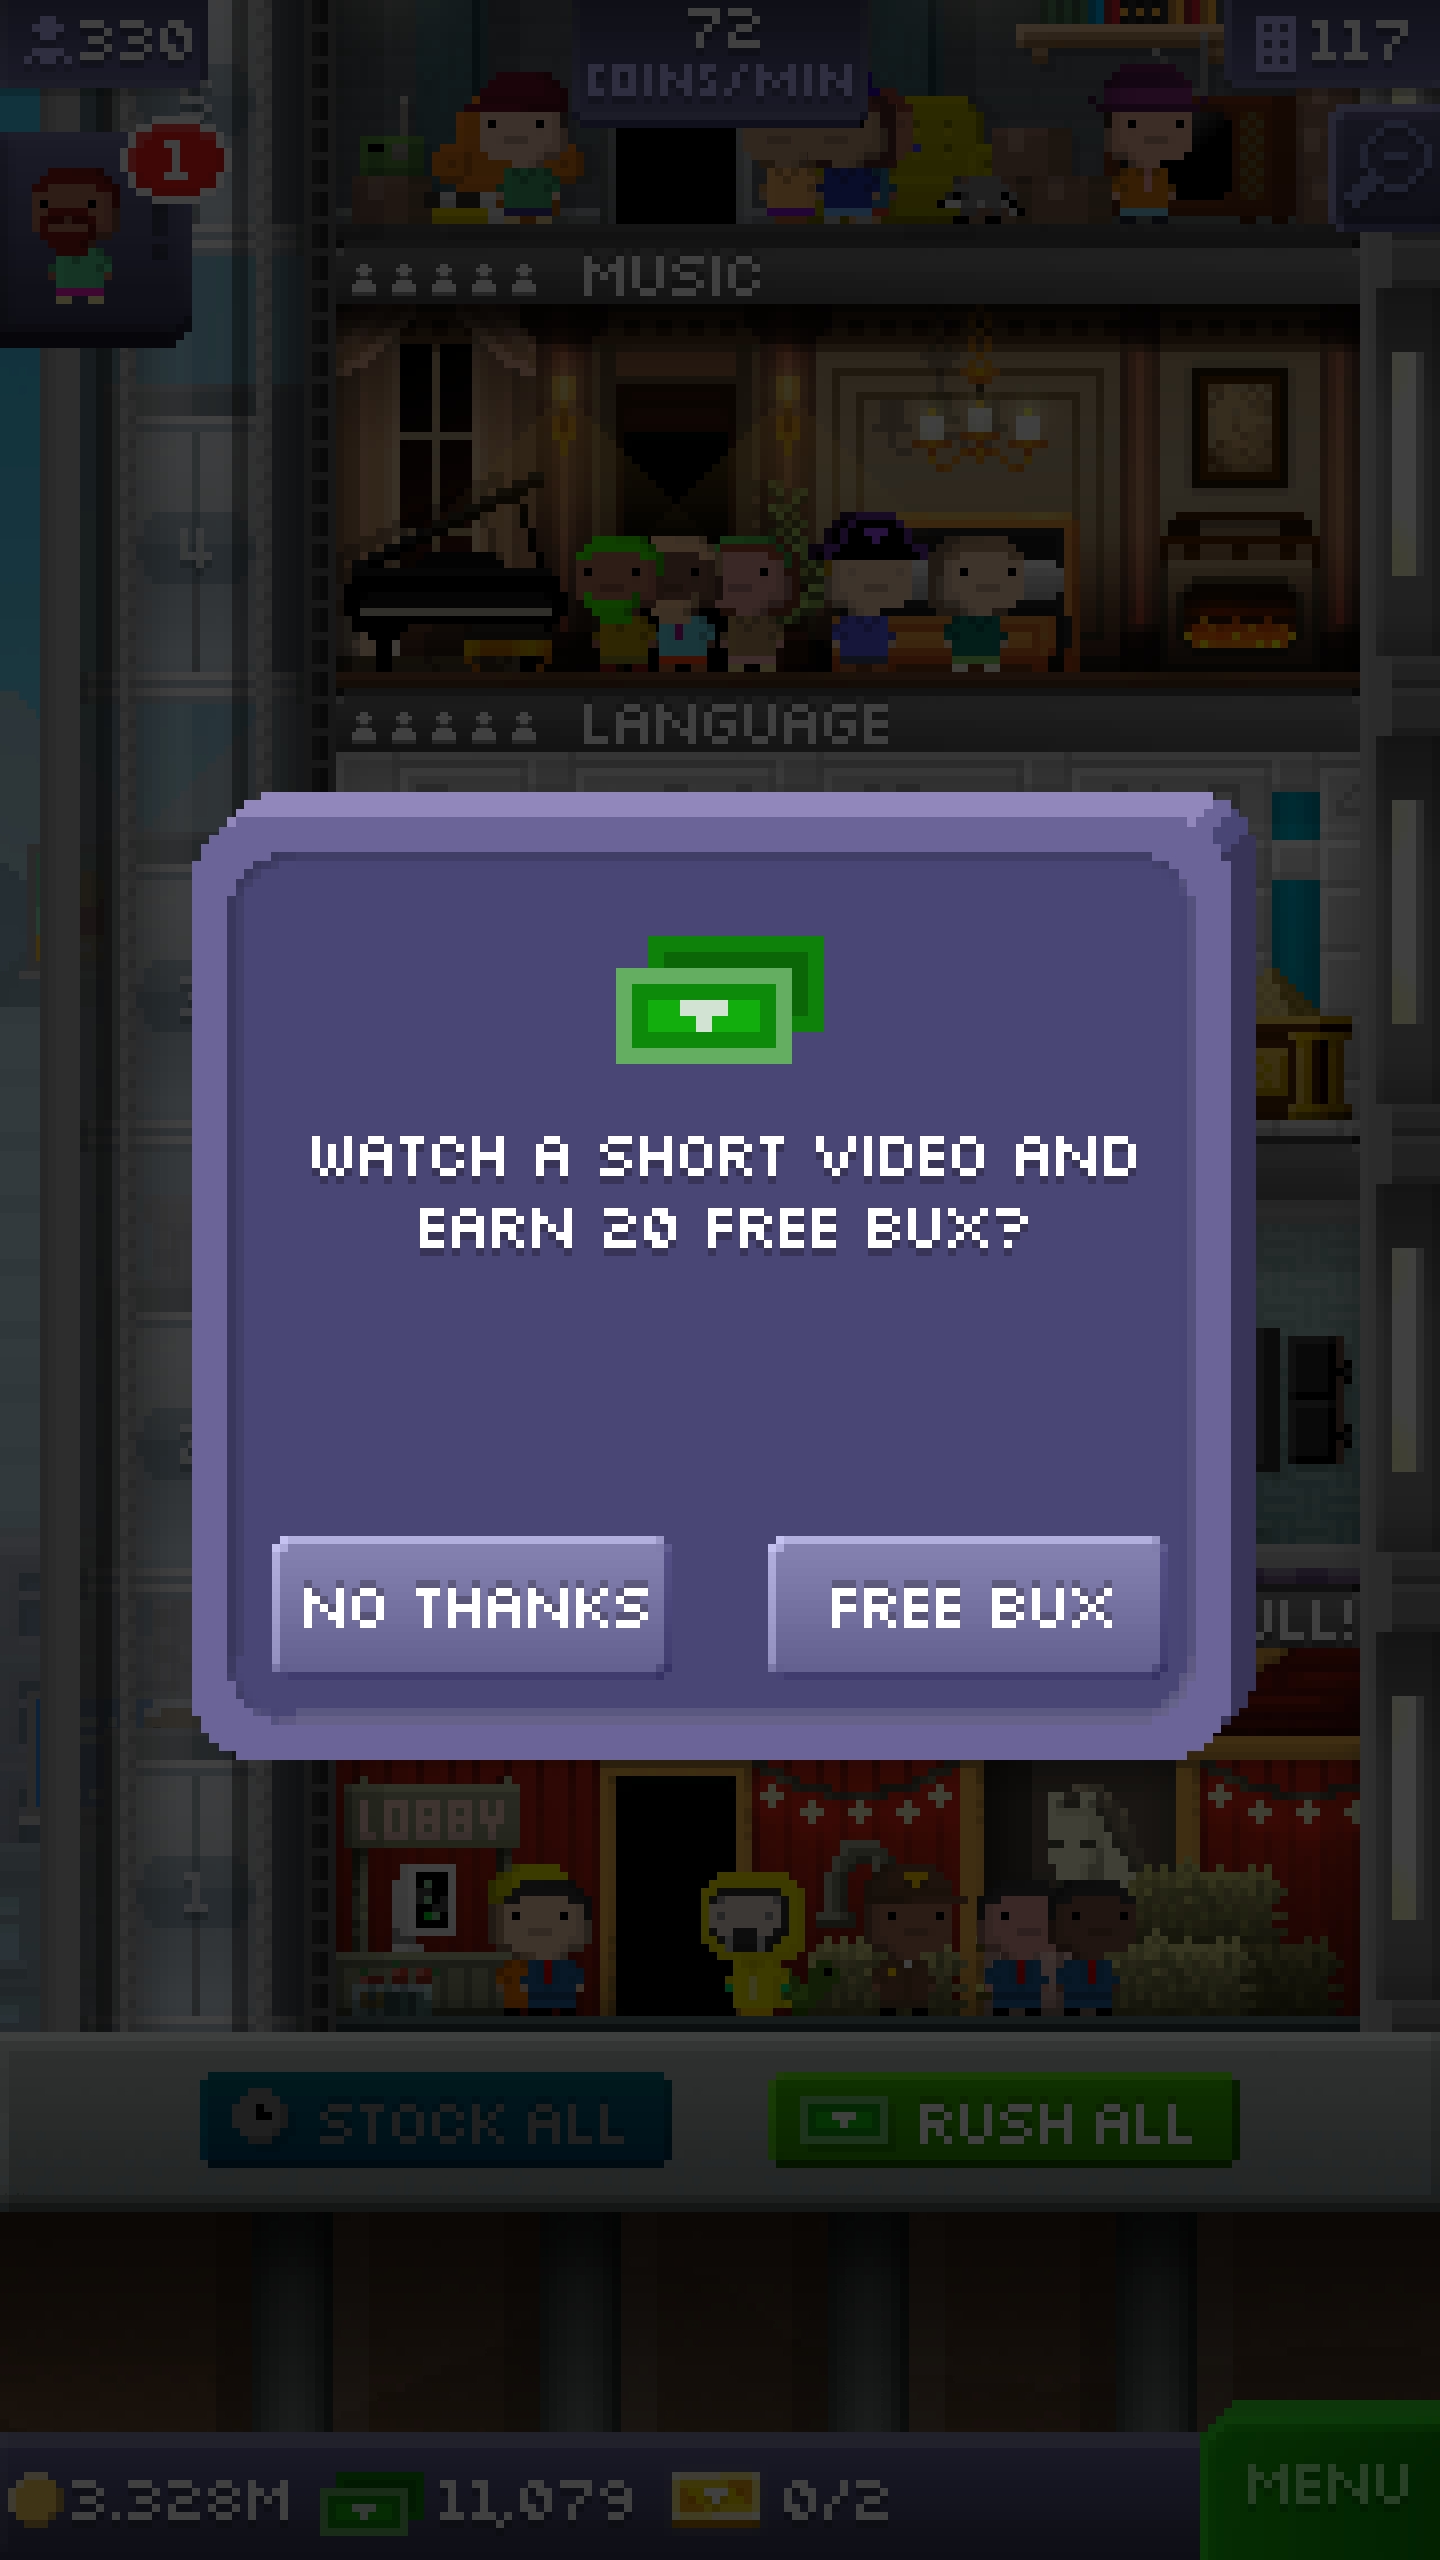 330
72
COINS/MIN
117
1
MUSIC
4
LANGUAGE
WATCH A SHORT VIDEO AND
EARN 20 FREE BUX?
NO THANKS
FREE BUX
LOBBY
1
STOCK ALL
RUSH ALL
3.328M
11,079
0/2
MENU